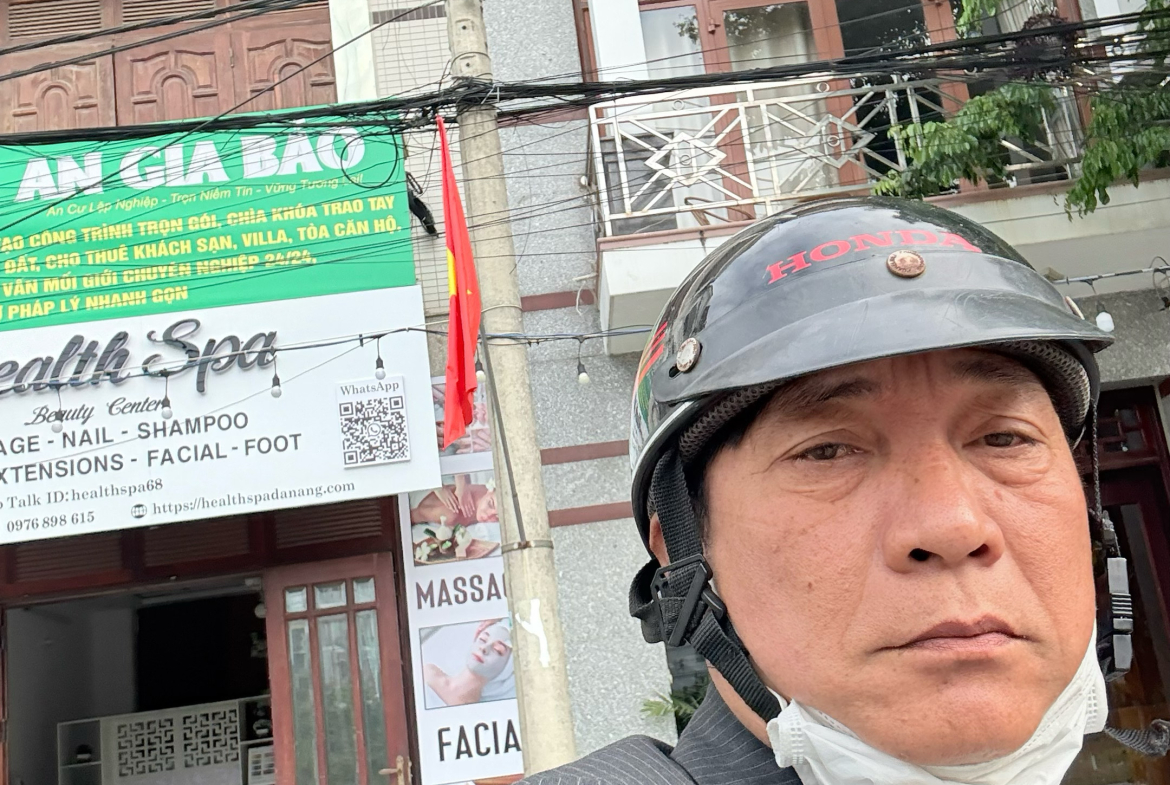 AN GIA BẢO
An Cư Lập Nghiệp - Trọn Niềm Tin - Vững Tương Lai!
TẠO CÔNG TRÌNH TRỌN GÓI, CHÌA KHÓA TRAO TAY
ĐẤT, CHO THUÊ KHÁCH SẠN, VILLA, TÒA CĂN HỘ.
VẤN MÔI GIỚI CHUYÊN NGHIỆP 24/24.
PHÁP LÝ NHANH GỌN
ealth Spa
Beauty Center
WhatsApp
AGE - NAIL - SHAMPOO
XTENSIONS - FACIAL - FOOT
Talk ID:healthspa68
0976 898 615
https://healthspadanang.com
MASSAG
FACIA
HONDA